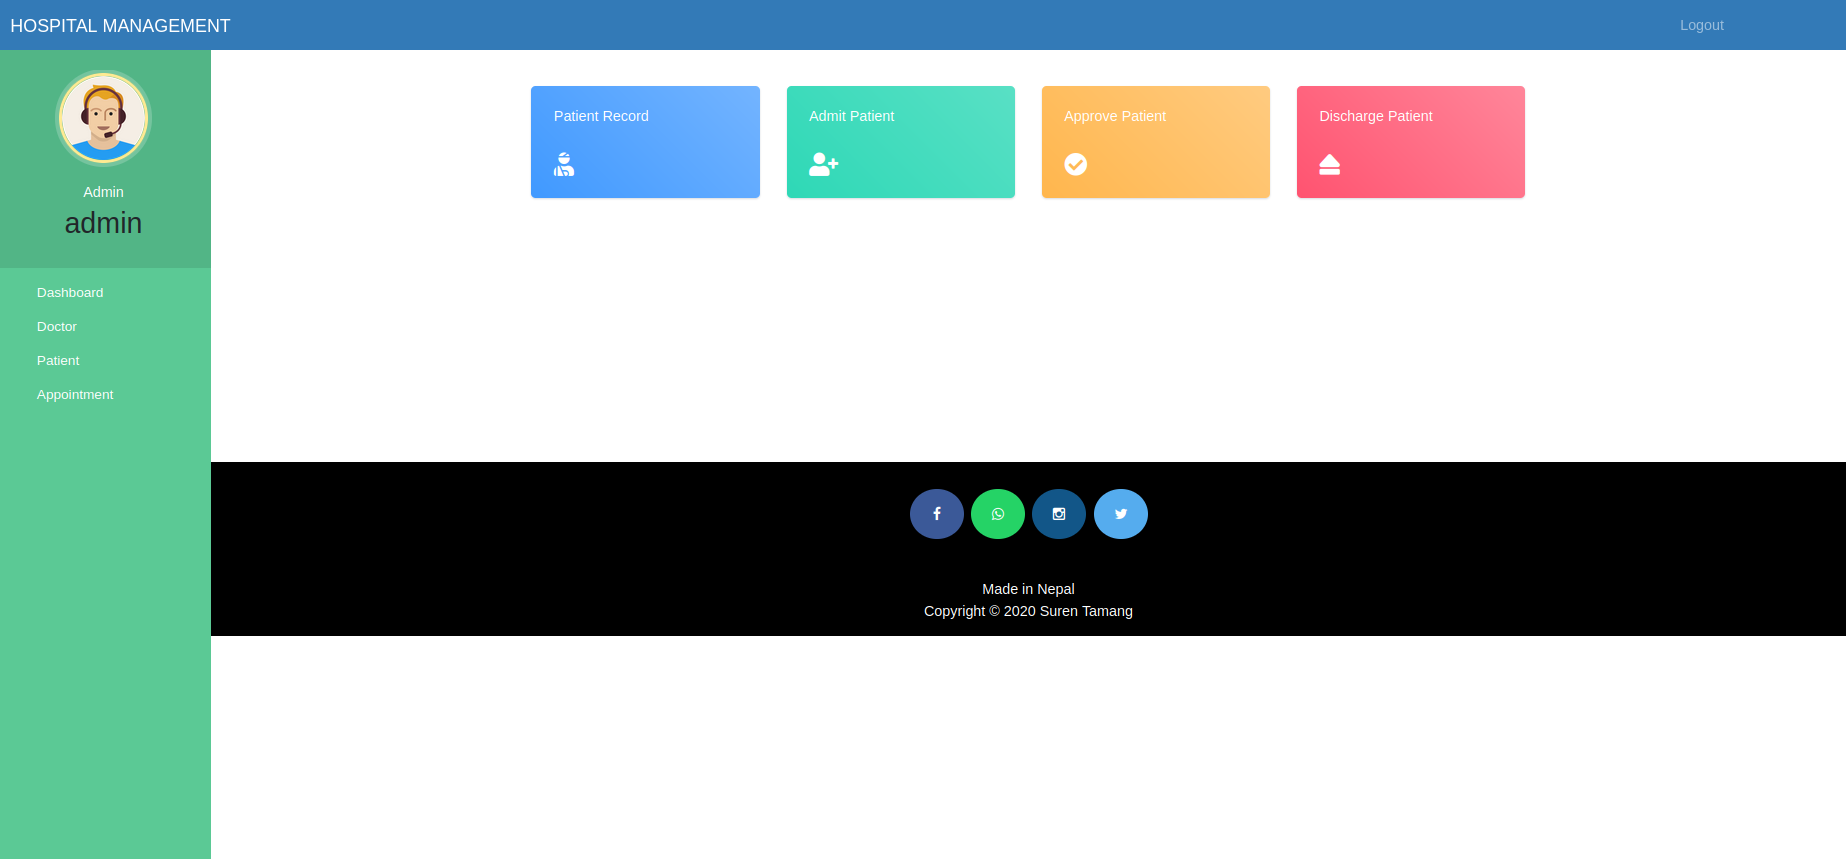 HOSPITAL MANAGEMENT
Logout
Admin
admin
Dashboard
Doctor
Patient
Appointment
Patient Record
Admit Patient
Approve Patient
Discharge Patient
Made in Nepal
Copyright © 2020 Suren Tamang